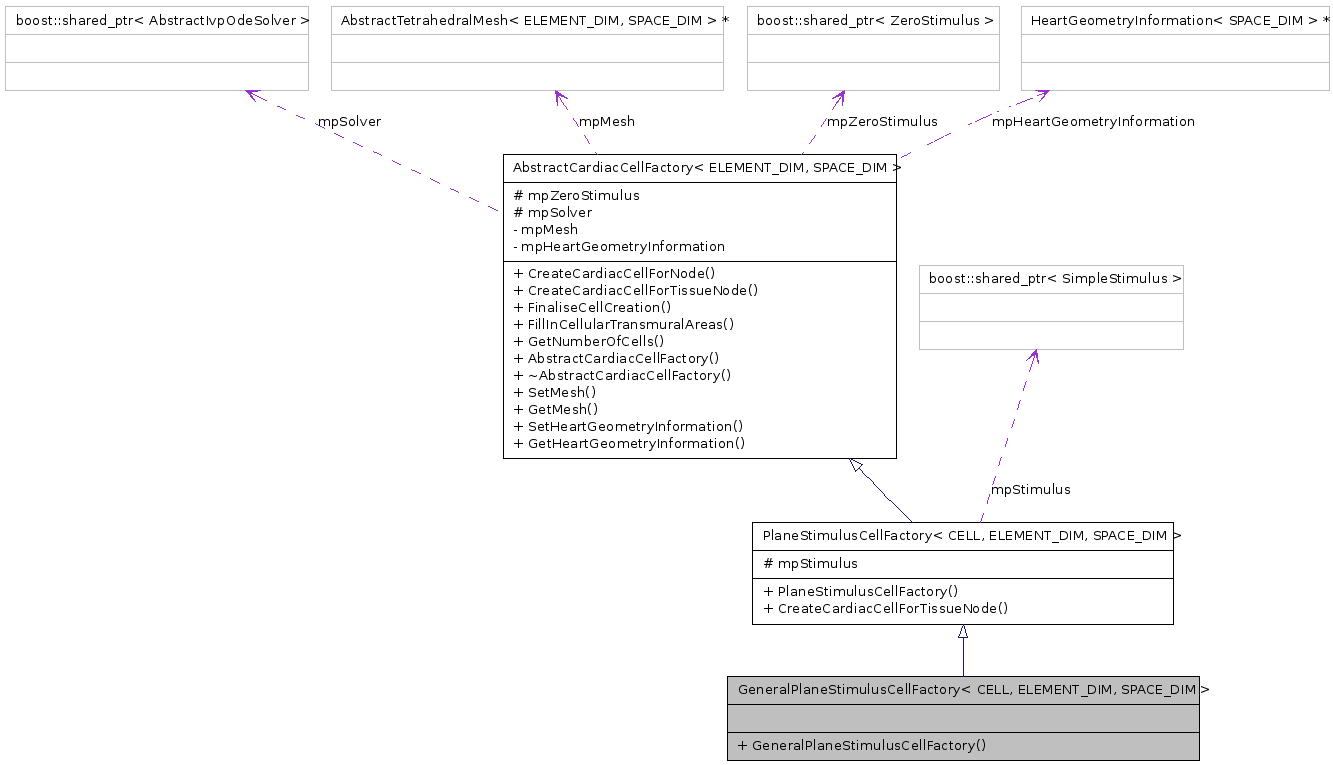 boost::shared_ptr< AbstractIvpOdeSolver >
AbstractTetrahedralMesh< ELEMENT_DIM, SPACE_DIM > *
boost::shared_ptr< ZeroStimulus >
HeartGeometryInformation< SPACE_DIM > *
mpSolver
mpMesh
mpZeroStimulus
mpHeartGeometryInformation
AbstractCardiacCellFactory< ELEMENT_DIM, SPACE_DIM >
# mpZeroStimulus
# mpSolver
- mpMesh
- mpHeartGeometryInformation
+ CreateCardiacCellForNode()
+ CreateCardiacCellForTissueNode()
+ FinaliseCellCreation()
+ FillInCellularTransmuralAreas()
+ GetNumberOfCells()
+ AbstractCardiacCellFactory()
+ ~AbstractCardiacCellFactory()
+ SetMesh()
+ GetMesh()
+ SetHeartGeometryInformation()
+ GetHeartGeometryInformation()
boost::shared_ptr< SimpleStimulus >
mpStimulus
PlaneStimulusCellFactory< CELL, ELEMENT_DIM, SPACE_DIM >
# mpStimulus
+ PlaneStimulusCellFactory()
+ CreateCardiacCellForTissueNode()
GeneralPlaneStimulusCellFactory< CELL, ELEMENT_DIM, SPACE_DIM >
+ GeneralPlaneStimulusCellFactory()